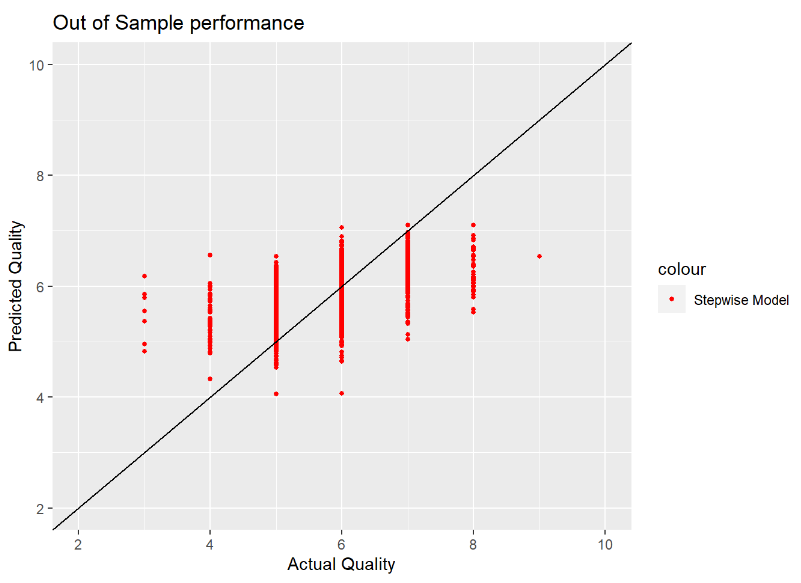 Out of Sample performance
10
8
6
4
2
Predicted Quality
2 4 6 8 10
Actual Quality
colour
Stepwise Model